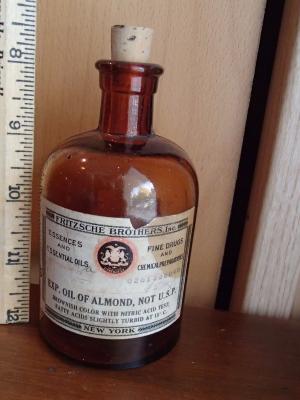 FRITZSCHE BROTHERS, Inc.
ESSENCES
AND
ESSENTIAL OILS
FINE DRUGS
AND
CHEMICAL PREPARATIONS
EXP. OIL OF ALMOND, NOT U.S.P.
BROWNISH COLOR WITH NITRIC ACID TEST
FATTY ACIDS SLIGHTLY TURBID AT 15° C.
NEW YORK
8
9
10
11
12